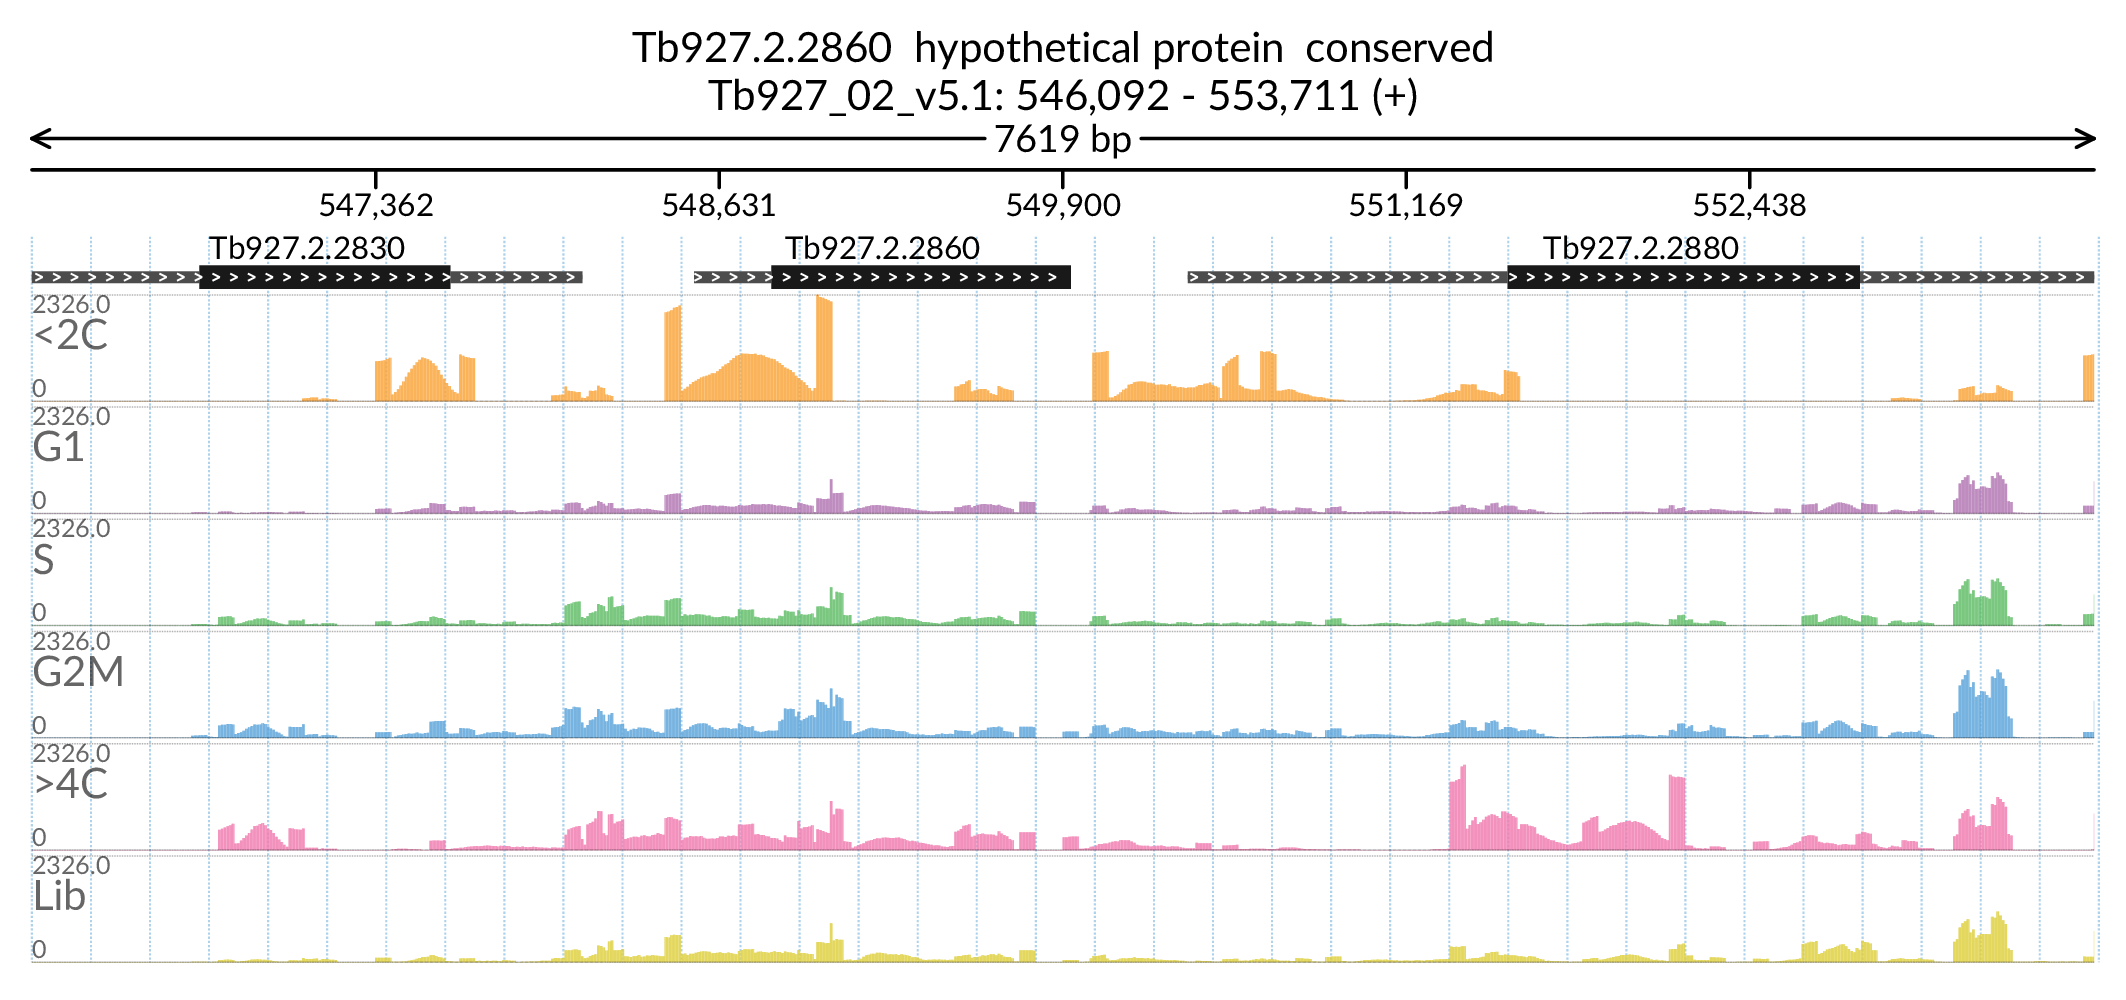 Tb927.2.2860  hypothetical protein  conserved
Tb927_02_v5.1: 546,092 - 553,711 (+)
7619 bp
547,362 548,631 549,900 551,169 552,438
Tb927.2.2830 Tb927.2.2860 Tb927.2.2880
2326.0
<2C
0
2326.0
G1
0
2326.0
S
0
2326.0
G2M
0
2326.0
>4C
0
2326.0
Lib
0